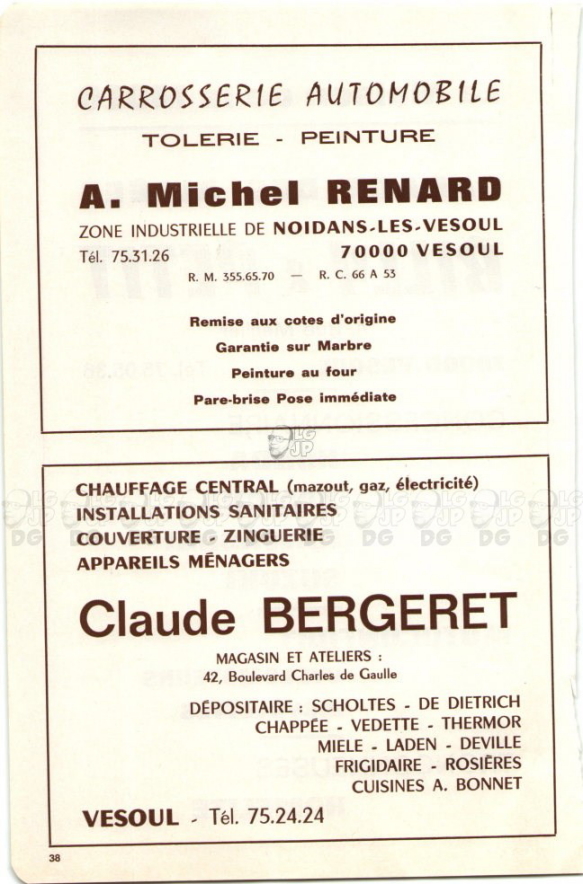 CARROSSERIE AUTOMOBILE
TOLERIE - PEINTURE
A. Michel RENARD
ZONE INDUSTRIELLE DE NOIDANS-LES-VESOUL
Tél. 75.31.26 70000 VESOUL
R. M. 355.65.70 — R. C. 66 A 53
Remise aux cotes d'origine
Garantie sur Marbre
Peinture au four
Pare-brise Pose immédiate
LG
JP
CHAUFFAGE CENTRAL (mazout, gaz, électricité)
INSTALLATIONS SANITAIRES
COUVERTURE - ZINGUERIE
APPAREILS MÉNAGERS
Claude BERGERET
MAGASIN ET ATELIERS :
42, Boulevard Charles de Gaulle
DÉPOSITAIRE : SCHOLTES - DE DIETRICH
CHAPPÉE - VEDETTE - THERMOR
MIELE - LADEN - DEVILLE
FRIGIDAIRE - ROSIÈRES
CUISINES A. BONNET
VESOUL - Tél. 75.24.24
38